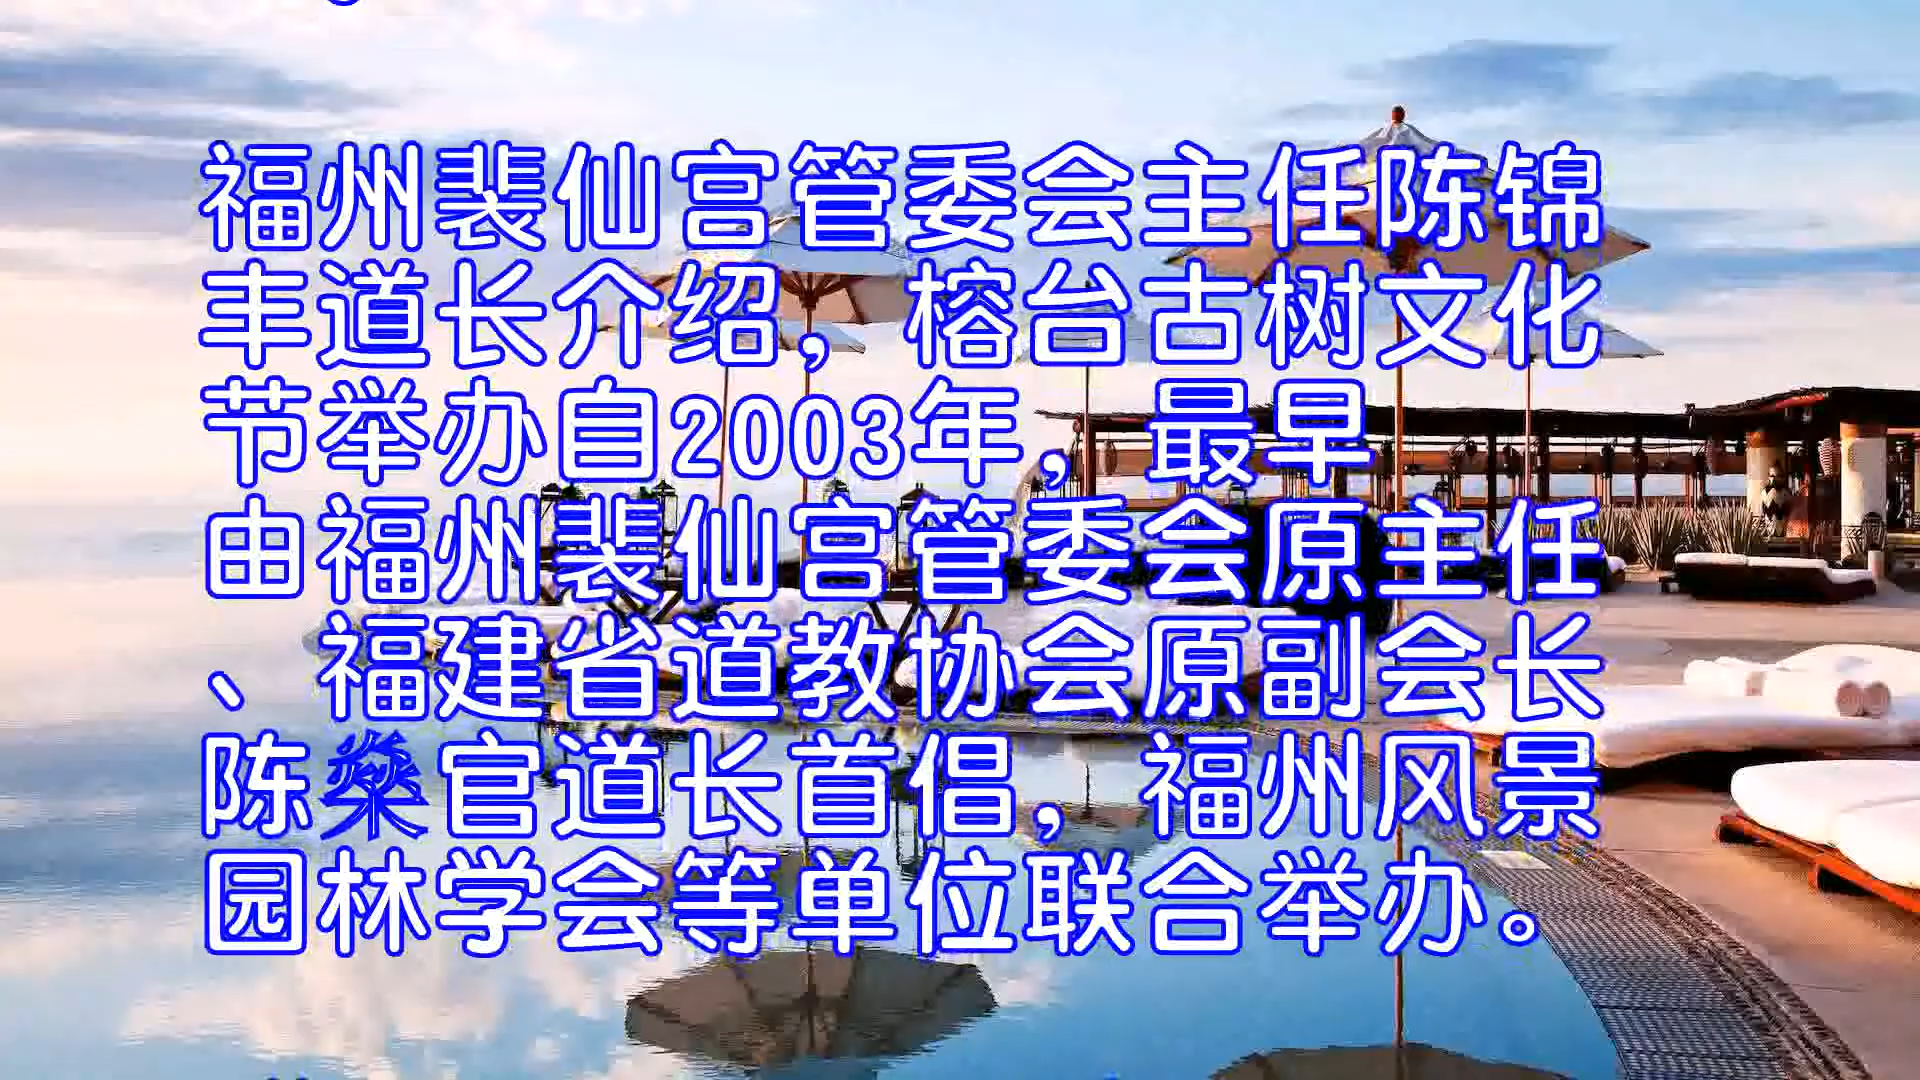 福州裴仙宫管委会主任陈锦
丰道长介绍，榕台古树文化
节举办自2003年，最早
由福州裴仙宫管委会原主任
、福建省道教协会原副会长
陈燊官道长首倡，福州风景
园林学会等单位联合举办。